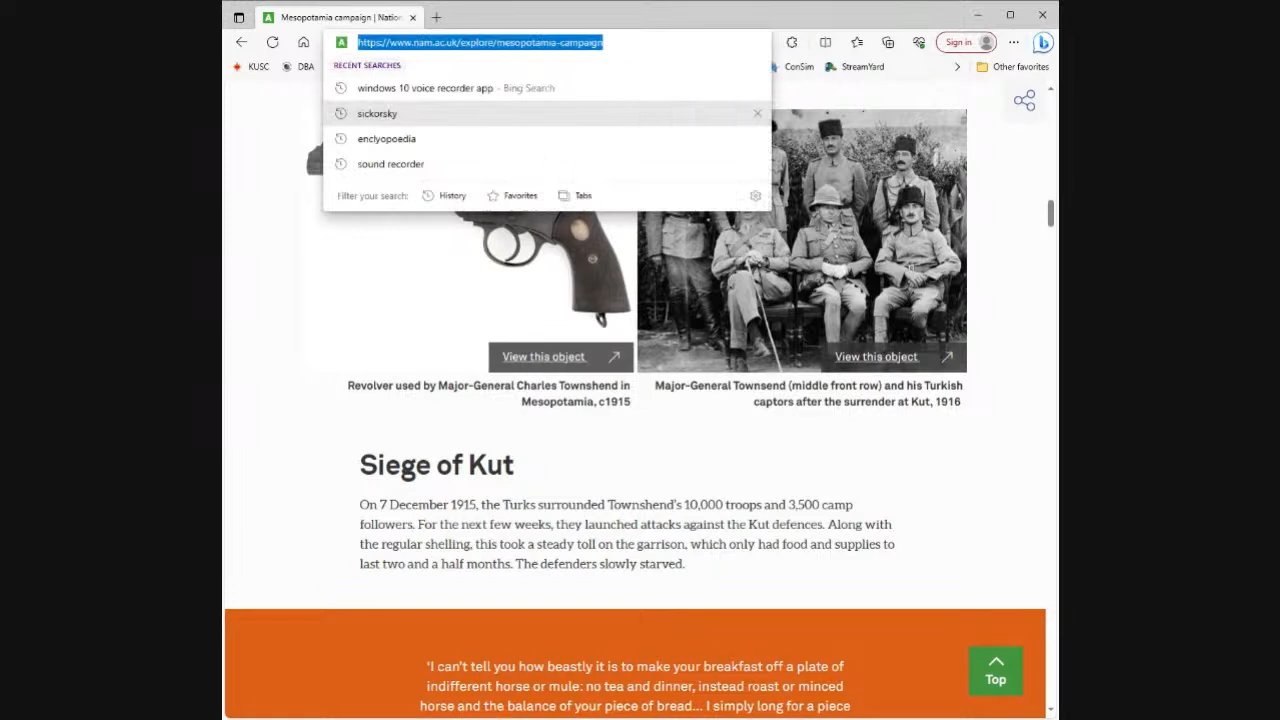 Mesopotamia campaign | Nation
https://www.nam.ac.uk/explore/mesopotamia-campaign
Sign in
RECENT SEARCHES
KUSC
DBA
ConSim
StreamYard
Other favorites
windows 10 voice recorder app - Bing Search
sickorsky
enclyopoedia
sound recorder
Filter your search:
History
Favorites
Tabs
View this object
View this object
Revolver used by Major-General Charles Townshend in
Mesopotamia, c1915
Major-General Townsend (middle front row) and his Turkish
captors after the surrender at Kut, 1916
Siege of Kut
On 7 December 1915, the Turks surrounded Townshend's 10,000 troops and 3,500 camp
followers. For the next few weeks, they launched attacks against the Kut defences. Along with
the regular shelling, this took a steady toll on the garrison, which only had food and supplies to
last two and a half months. The defenders slowly starved.
'I can't tell you how beastly it is to make your breakfast off a plate of
indifferent horse or mule: no tea and dinner, instead roast or minced
horse and the balance of your piece of bread... I simply long for a piece
Top